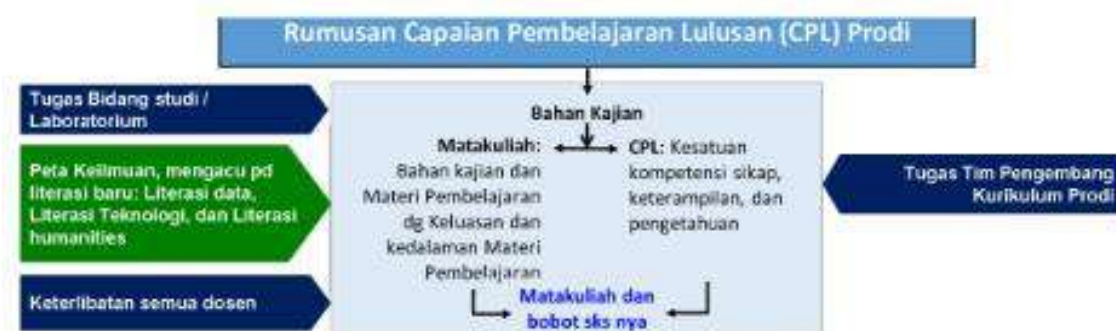 Rumusan Capaian Pembelajaran Lulusan (CPL) Prodi
Tugas Bidang studi /
Laboratorium
Peta Keilmuan, mengacu pd
literasi baru: Literasi data,
Literasi Teknologi, dan Literasi
humanities
Keterlibatan semua dosen
Bahan Kajian
Matakuliah:
Bahan kajian dan
Materi Pembelajaran
dg Keluasan dan
kedalaman Materi
Pembelajaran
CPL: Kesatuan
kompetensi sikap,
keterampilan, dan
pengetahuan
Matakuliah dan
bobot sks nya
Tugas Tim Pengembang
Kurikulum Prodi